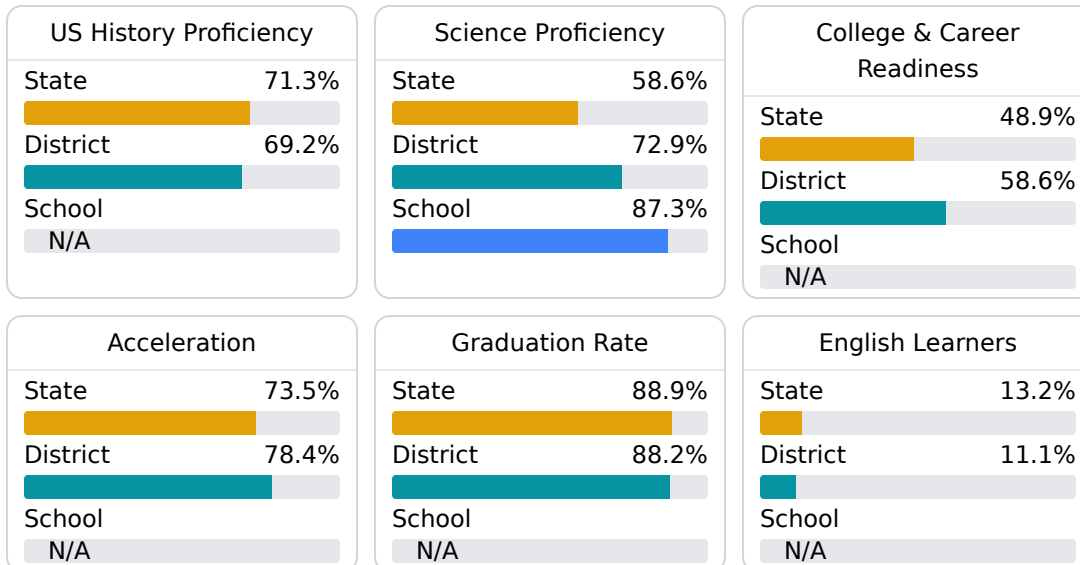 US History Proficiency
State 71.3%
District 69.2%
School
N/A
Science Proficiency
State 58.6%
District 72.9%
School 87.3%
College & Career
Readiness
State 48.9%
District 58.6%
School
N/A
Acceleration
State 73.5%
District 78.4%
School
N/A
Graduation Rate
State 88.9%
District 88.2%
School
N/A
English Learners
State 13.2%
District 11.1%
School
N/A